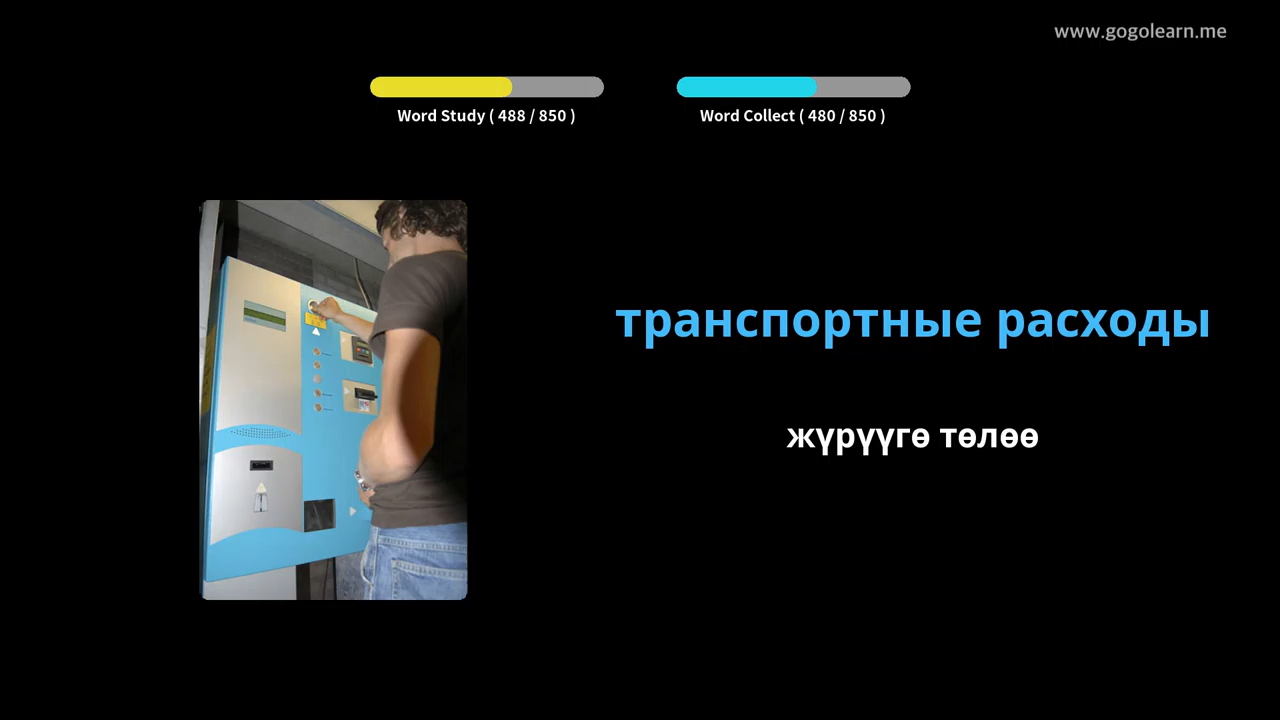 www.gogolearn.me
Word Study ( 488 / 850 )
Word Collect ( 480 / 850 )
транспортные расходы
жүрүүгө төлөө